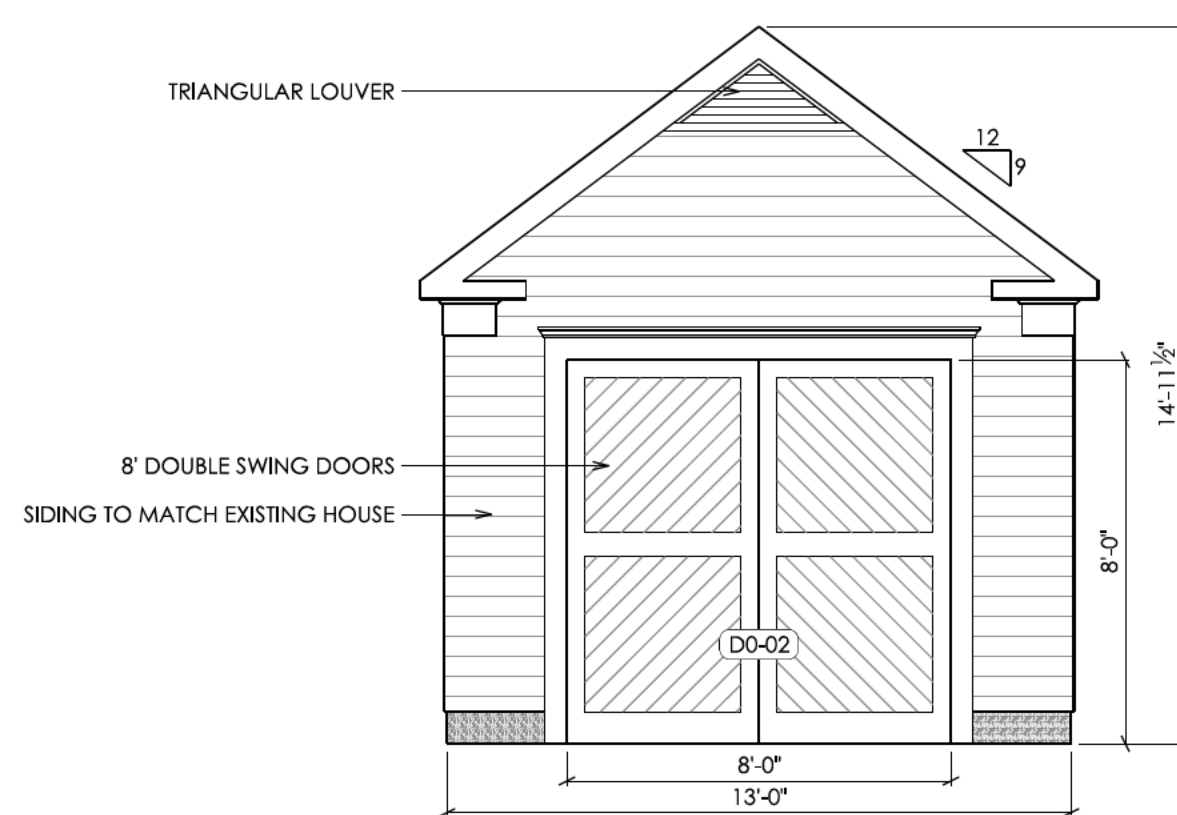 TRIANGULAR LOUVER
12
9
14'-11½"
8' DOUBLE SWING DOORS
SIDING TO MATCH EXISTING HOUSE
8'-0"
D0-02
8'-0"
13'-0"